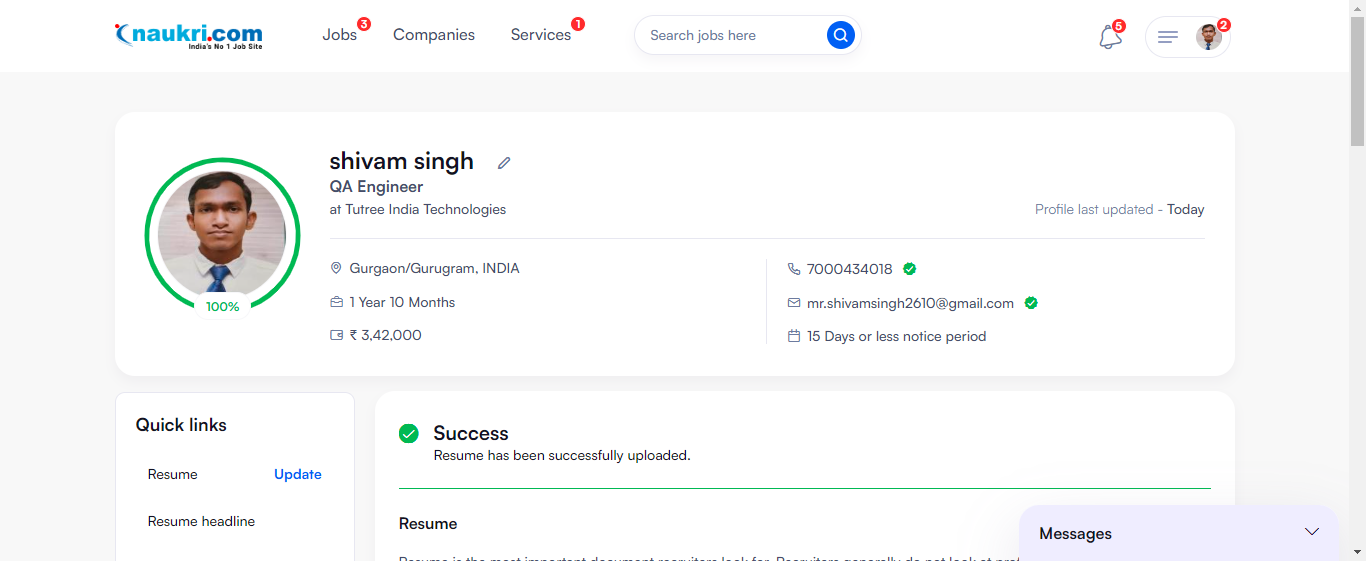 naukri.com
India's No 1 Job Site
Jobs 3
Companies
Services 1
Search jobs here
5
2
shivam singh
QA Engineer
at Tutree India Technologies
Profile last updated - Today
100%
Gurgaon/Gurugram, INDIA
1 Year 10 Months
₹ 3,42,000
7000434018
mr.shivamsingh2610@gmail.com
15 Days or less notice period
Quick links
Resume Update
Resume headline
Success
Resume has been successfully uploaded.
Resume
Resume is the most important document recruiters look for. Recruiters generally do not look at
Messages